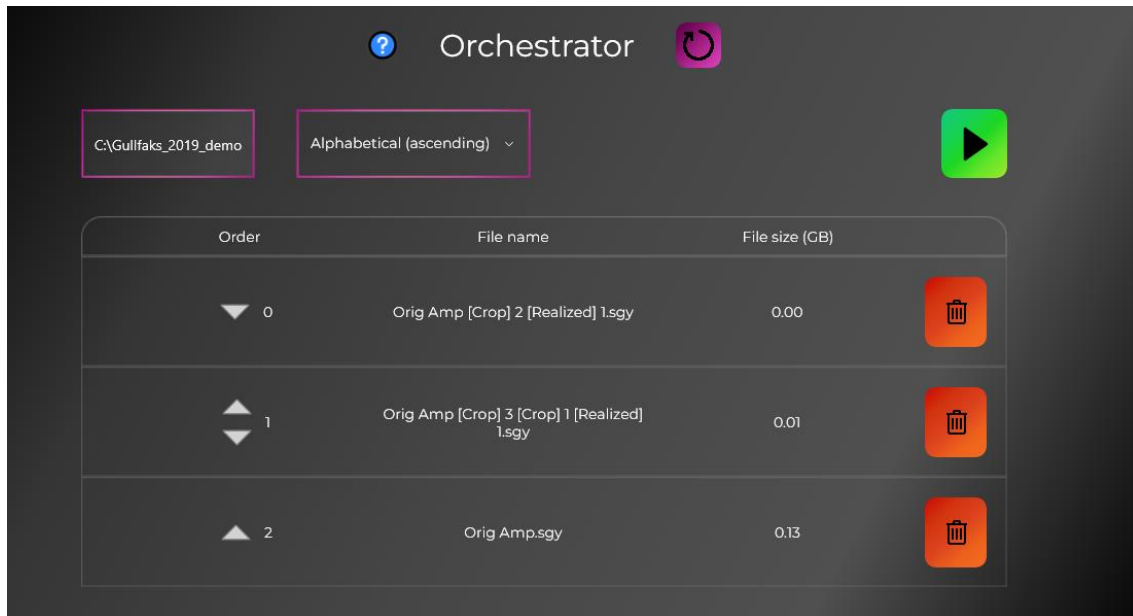 ?
Orchestrator
C:\Gullfaks_2019_demo
Alphabetical (ascending)
Order File name File size (GB)
0 Orig Amp [Crop] 2 [Realized] 1.sgy 0.00
1 Orig Amp [Crop] 3 [Crop] 1 [Realized] 0.01
1.sgy
2 Orig Amp.sgy 0.13